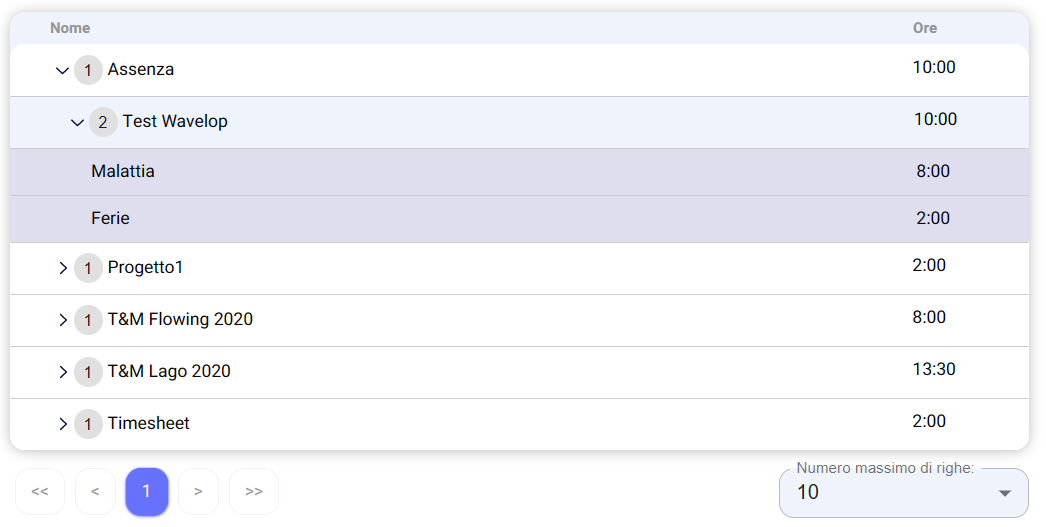 Nome Ore
1 Assenza 10:00
2 Test Wavelop 10:00
Malattia 8:00
Ferie 2:00
1 Progetto1 2:00
1 T&M Flowing 2020 8:00
1 T&M Lago 2020 13:30
1 Timesheet 2:00
Numero massimo di righe:
<< < 1 > >> 10